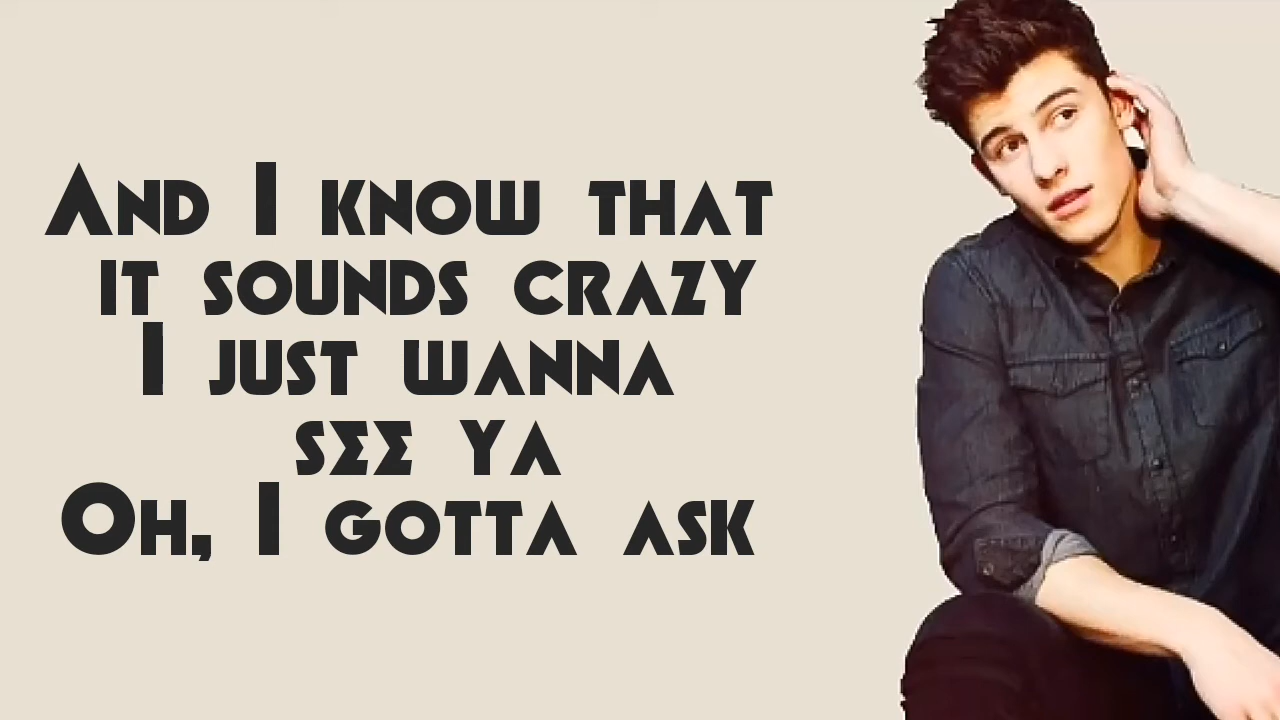 And I know that
it sounds crazy
I just wanna
see ya
Oh, I gotta ask